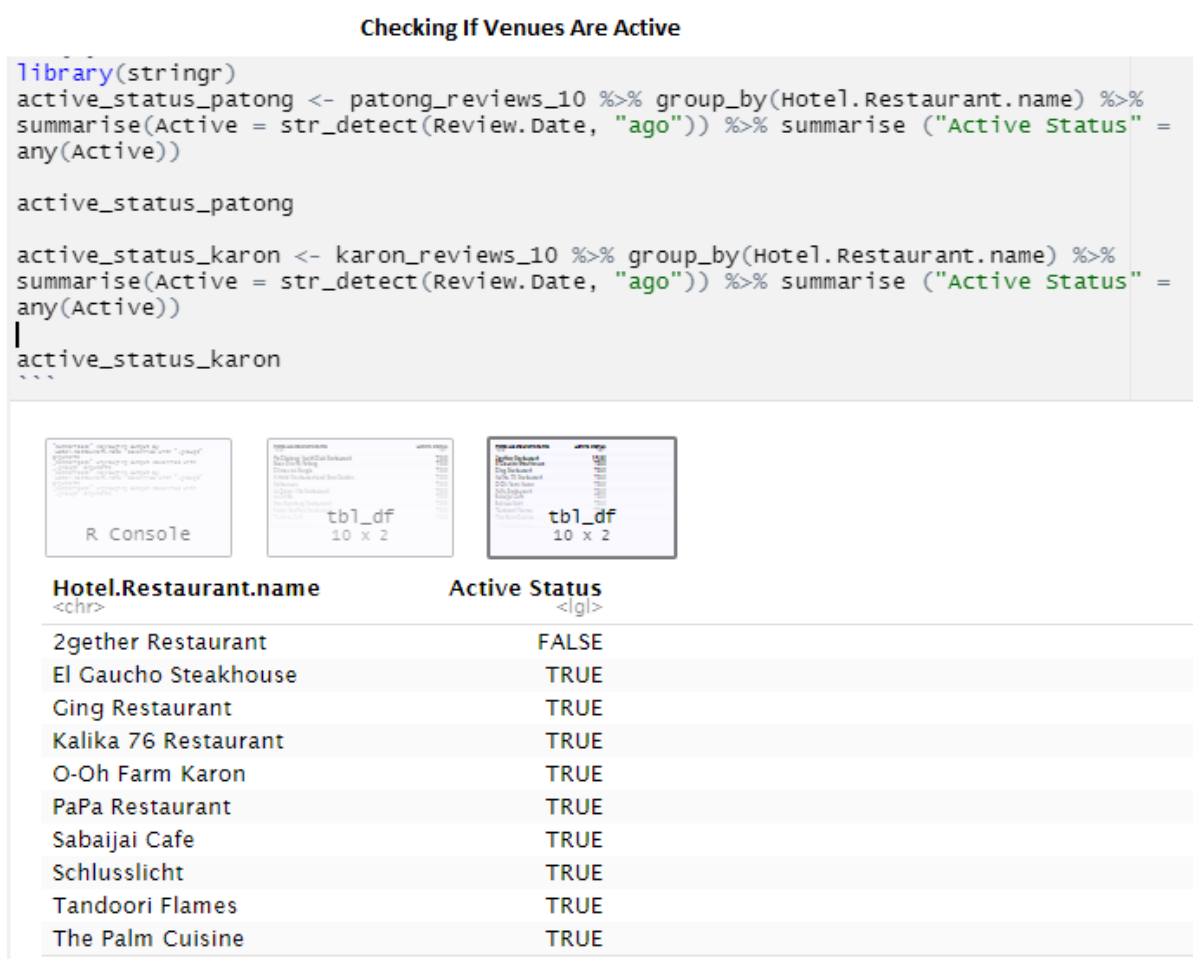 Checking If Venues Are Active
library(stringr)
active_status_patong <- patong_reviews_10 %>% group_by(Hotel.Restaurant.name) %>%
summarise(Active = str_detect(Review.Date, "ago")) %>% summarise ("Active Status" =
any(Active))
active_status_patong
active_status_karon <- karon_reviews_10 %>% group_by(Hotel.Restaurant.name) %>%
summarise(Active = str_detect(Review.Date, "ago")) %>% summarise ("Active Status" =
any(Active))
active_status_karon
```
R Console
tbl_df
10 x 2
tbl_df
10 x 2
Hotel.Restaurant.name Active Status
<chr> <lgl>
2gether Restaurant FALSE
El Gaucho Steakhouse TRUE
Ging Restaurant TRUE
Kalika 76 Restaurant TRUE
O-Oh Farm Karon TRUE
PaPa Restaurant TRUE
Sabaijai Cafe TRUE
Schlusslicht TRUE
Tandoori Flames TRUE
The Palm Cuisine TRUE